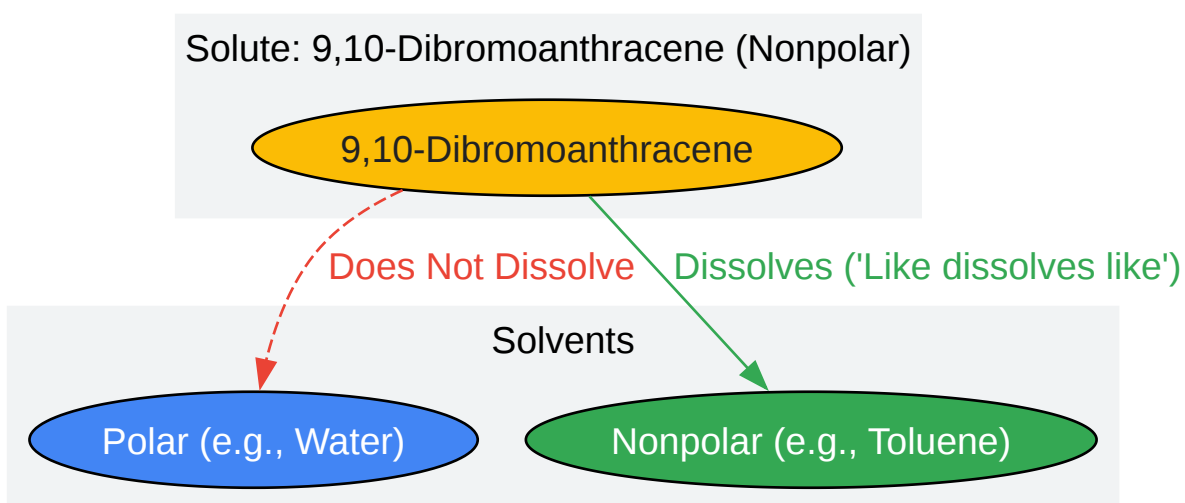 Solute: 9,10-Dibromoanthracene (Nonpolar)
9,10-Dibromoanthracene
Does Not Dissolve
Dissolves ('Like dissolves like')
Solvents
Polar (e.g., Water)
Nonpolar (e.g., Toluene)